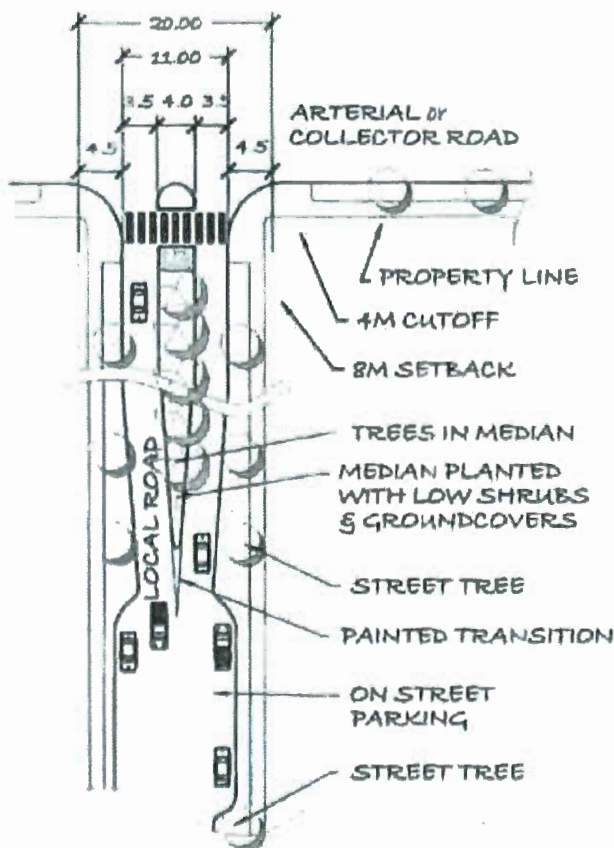 20.00
11.00
3.5 4.0 3.5
4.5
4.5
ARTERIAL or
COLLECTOR ROAD
PROPERTY LINE
4M CUTOFF
8M SETBACK
TREES IN MEDIAN
MEDIAN PLANTED
WITH LOW SHRUBS
& GROUNDCOVERS
LOCAL ROAD
STREET TREE
PAINTED TRANSITION
ON STREET
PARKING
STREET TREE